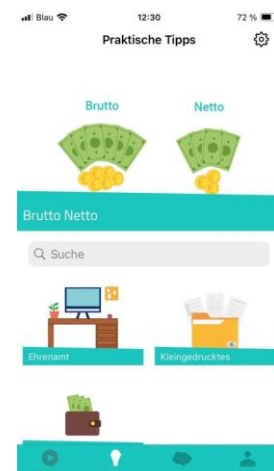 Blau 12:30 72 %
Praktische Tipps
Brutto Netto
Brutto Netto
Suche
Ehrenamt Kleingedrucktes